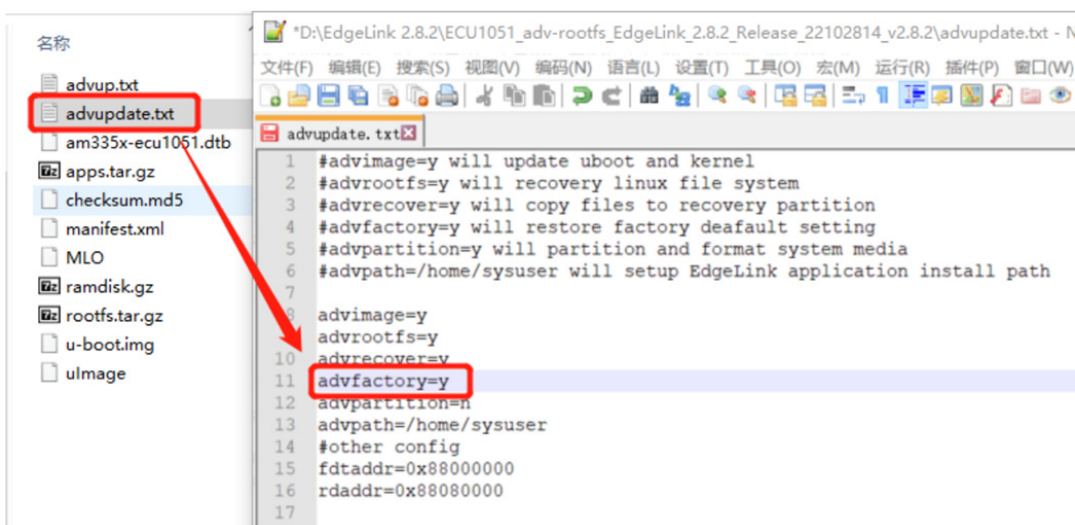 名称
advup.txt
advupdate.txt
am335x-ecu1051.dtb
apps.tar.gz
checksum.md5
manifest.xml
MLO
ramdisk.gz
rootfs.tar.gz
u-boot.img
uImage
*D:\EdgeLink 2.8.2\ECU1051_adv-rootfs_EdgeLink_2.8.2_Release_22102814_v2.8.2\advupdate.txt - N
文件(F) 编辑(E) 搜索(S) 视图(V) 编码(N) 语言(L) 设置(T) 工具(O) 宏(M) 运行(R) 插件(P) 窗口(W)
advupdate.txt
1 #advimage=y will update uboot and kernel
2 #advrootfs=y will recovery linux file system
3 #advrecover=y will copy files to recovery partition
4 #advfactory=y will restore factory deafault setting
5 #advpartition=y will partition and format system media
6 #advpath=/home/sysuser will setup EdgeLink application install path
7
8 advimage=y
advrootfs=y
10 advrecover=y
11 advfactory=y
12 advpartition=n
13 advpath=/home/sysuser
14 #other config
15 fdtaddr=0x88000000
16 rdaddr=0x88080000
17